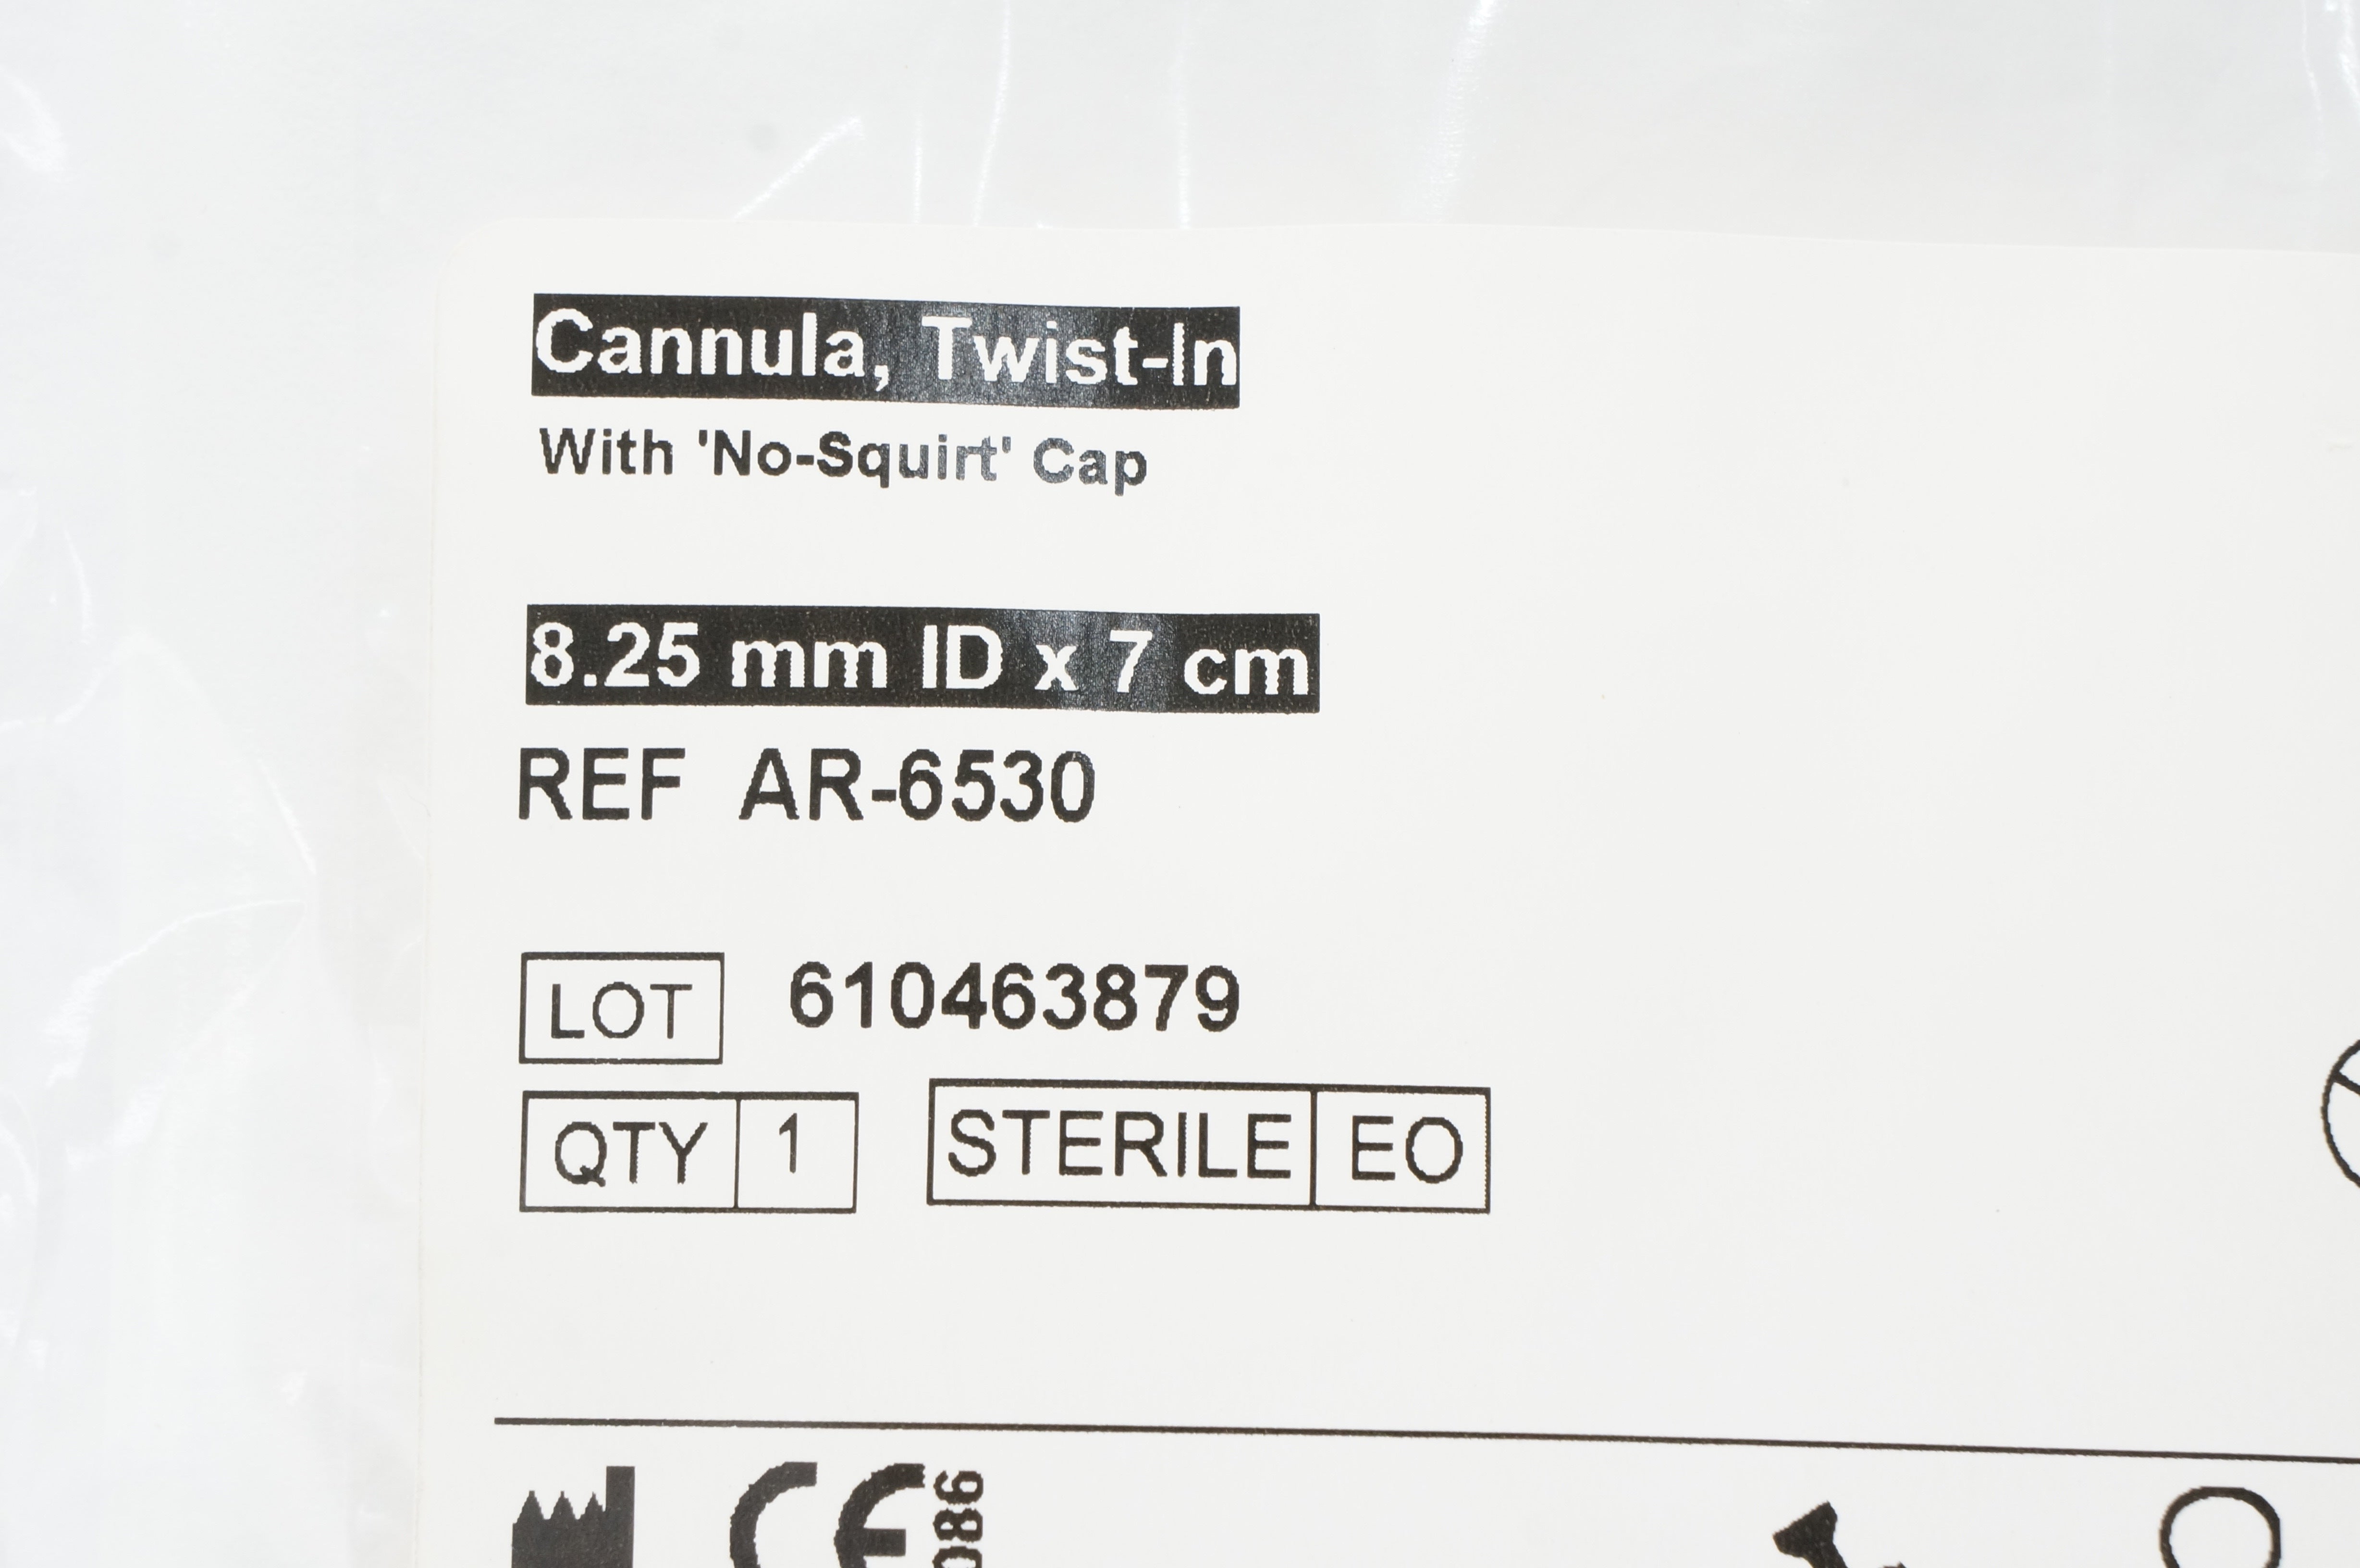 Cannula, Twist-In
With 'No-Squirt' Cap
8.25 mm ID x 7 cm
REF AR-6530
LOT 610463879
QTY 1 STERILE EO
CE